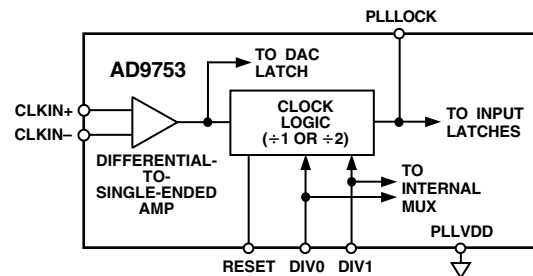 PLLLOCK
AD9753
TO DAC
LATCH
CLKIN+
CLKIN–
CLOCK
LOGIC
(÷1 OR ÷2)
TO INPUT
LATCHES
DIFFERENTIAL-
TO-
SINGLE-ENDED
AMP
TO
INTERNAL
MUX
PLLVDD
RESET
DIV0
DIV1